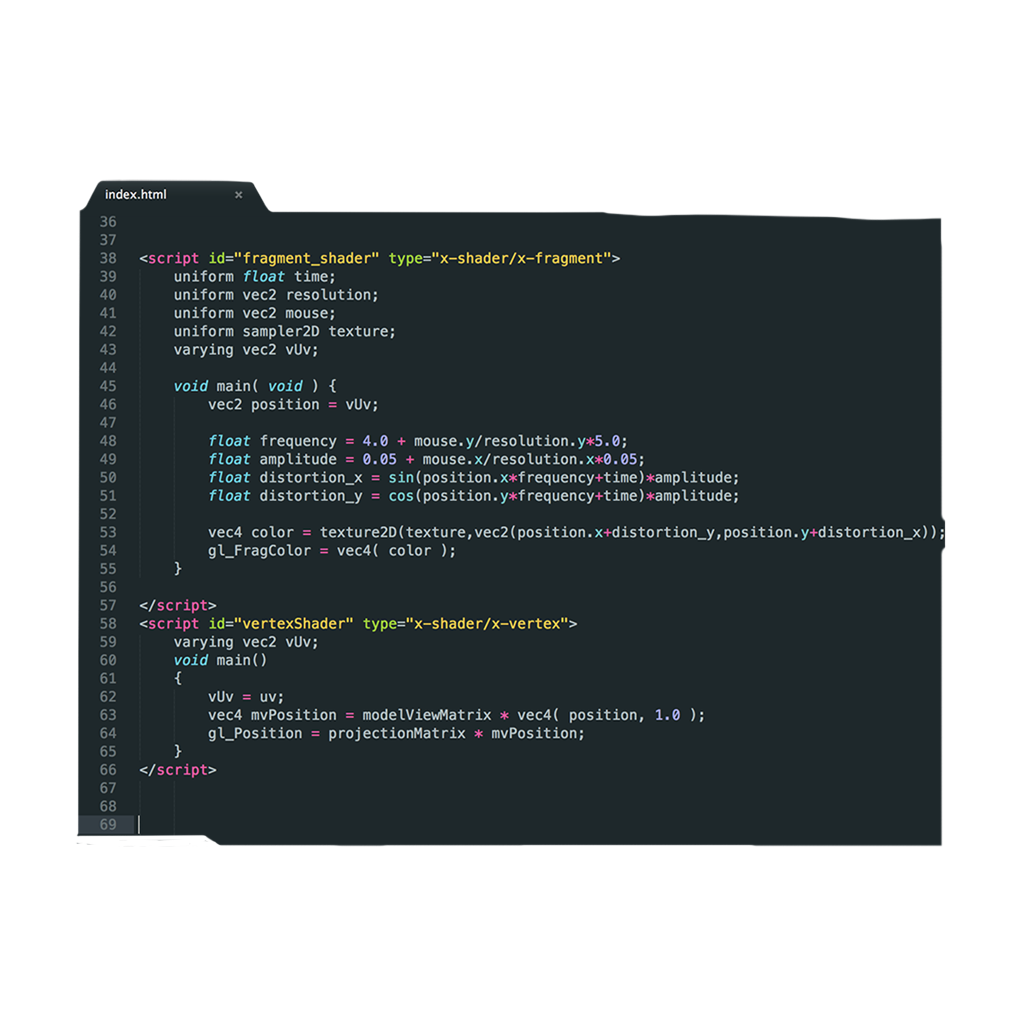 index.html ×
36
37
38 <script id="fragment_shader" type="x-shader/x-fragment">
39 uniform float time;
40 uniform vec2 resolution;
41 uniform vec2 mouse;
42 uniform sampler2D texture;
43 varying vec2 vUv;
44
45 void main( void ) {
46 vec2 position = vUv;
47
48 float frequency = 4.0 + mouse.y/resolution.y*5.0;
49 float amplitude = 0.05 + mouse.x/resolution.x*0.05;
50 float distortion_x = sin(position.x*frequency+time)*amplitude;
51 float distortion_y = cos(position.y*frequency+time)*amplitude;
52
53 vec4 color = texture2D(texture,vec2(position.x+distortion_y,position.y+distortion_x));
54 gl_FragColor = vec4( color );
55 }
56
57 </script>
58 <script id="vertexShader" type="x-shader/x-vertex">
59 varying vec2 vUv;
60 void main()
61 {
62 vUv = uv;
63 vec4 mvPosition = modelViewMatrix * vec4( position, 1.0 );
64 gl_Position = projectionMatrix * mvPosition;
65 }
66 </script>
67
68
69